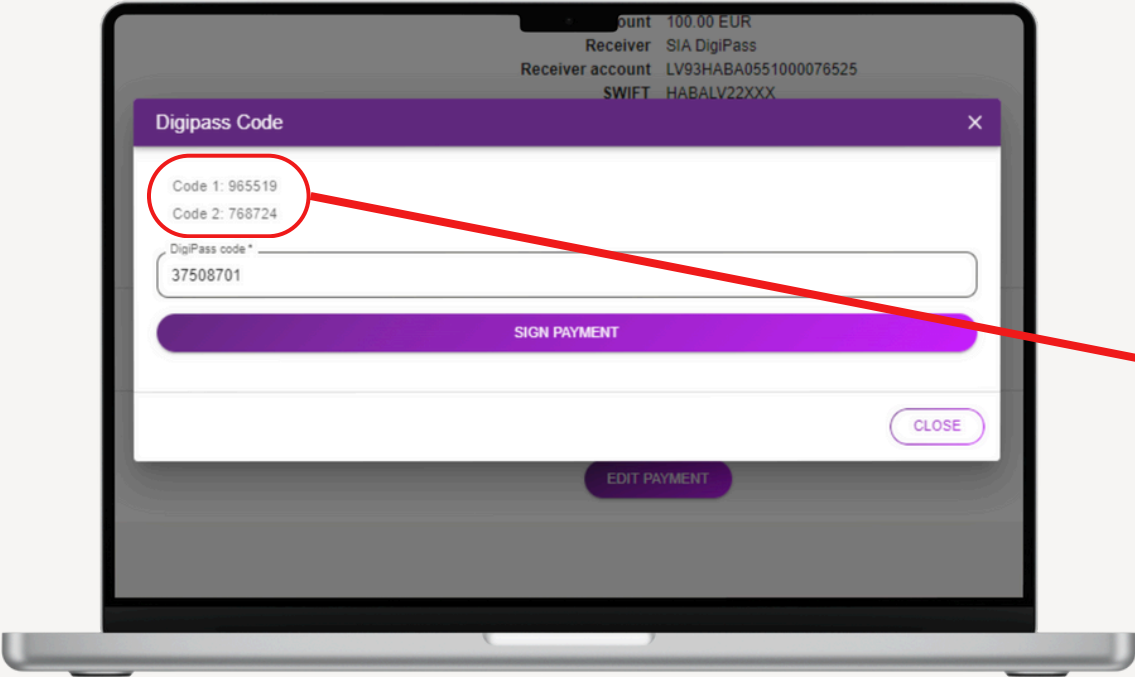 ount 100.00 EUR
Receiver SIA DigiPass
Receiver account LV93HABA0551000076525
SWIFT HABALV22XXX
Digipass Code
Code 1: 965519
Code 2: 768724
DigiPass code *
37508701
SIGN PAYMENT
CLOSE
EDIT PAYMENT